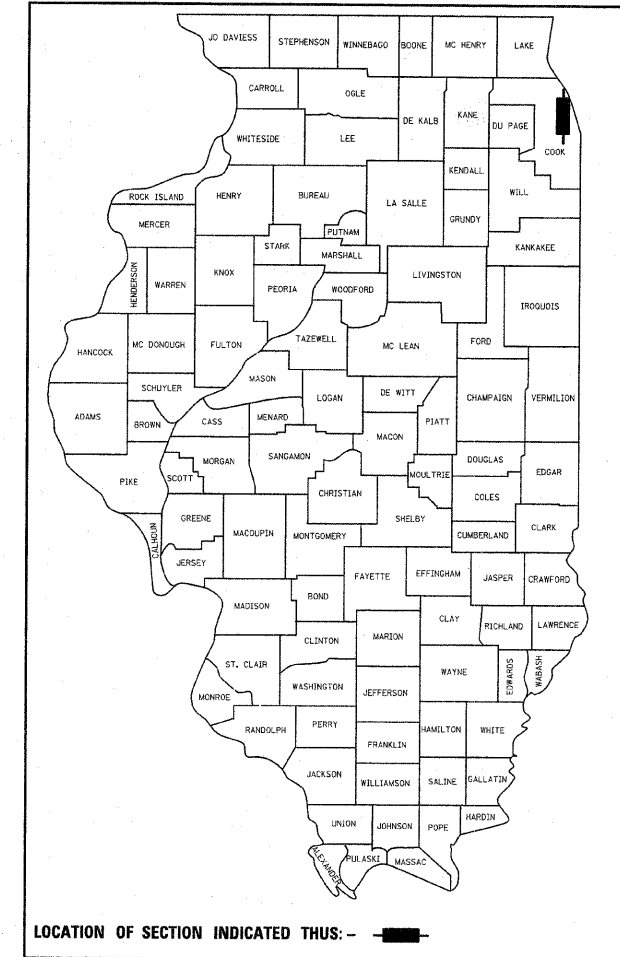 JO DAVIESS
STEPHENSON
WINNEBAGO
BOONE
MC HENRY
LAKE
CARROLL
OGLE
DE KALB
KANE
DU PAGE
COOK
WHITESIDE
LEE
KENDALL
WILL
ROCK ISLAND
HENRY
BUREAU
LA SALLE
GRUNDY
MERCER
PUTNAM
KANKAKEE
STARK
MARSHALL
HENDERSON
WARREN
KNOX
PEORIA
WOODFORD
LIVINGSTON
IROQUOIS
HANCOCK
MC DONOUGH
FULTON
TAZEWELL
MC LEAN
FORD
MASON
SCHUYLER
LOGAN
DE WITT
CHAMPAIGN
VERMILION
ADAMS
BROWN
CASS
MENARD
PIATT
MACON
MORGAN
SANGAMON
DOUGLAS
PIKE
SCOTT
CHRISTIAN
MOULTRIE
EDGAR
COLES
GREENE
MACOUPIN
MONTGOMERY
SHELBY
CUMBERLAND
CLARK
CALHOUN
JERSEY
FAYETTE
EFFINGHAM
JASPER
CRAWFORD
MADISON
BOND
CLAY
RICHLAND
LAWRENCE
CLINTON
MARION
ST. CLAIR
WAYNE
EDWARDS
WABASH
WASHINGTON
JEFFERSON
MONROE
RANDOLPH
PERRY
HAMILTON
WHITE
FRANKLIN
JACKSON
WILLIAMSON
SALINE
GALLATIN
UNION
JOHNSON
POPE
HARDIN
ALEXANDER
PULASKI
MASSAC
LOCATION OF SECTION INDICATED THUS: -